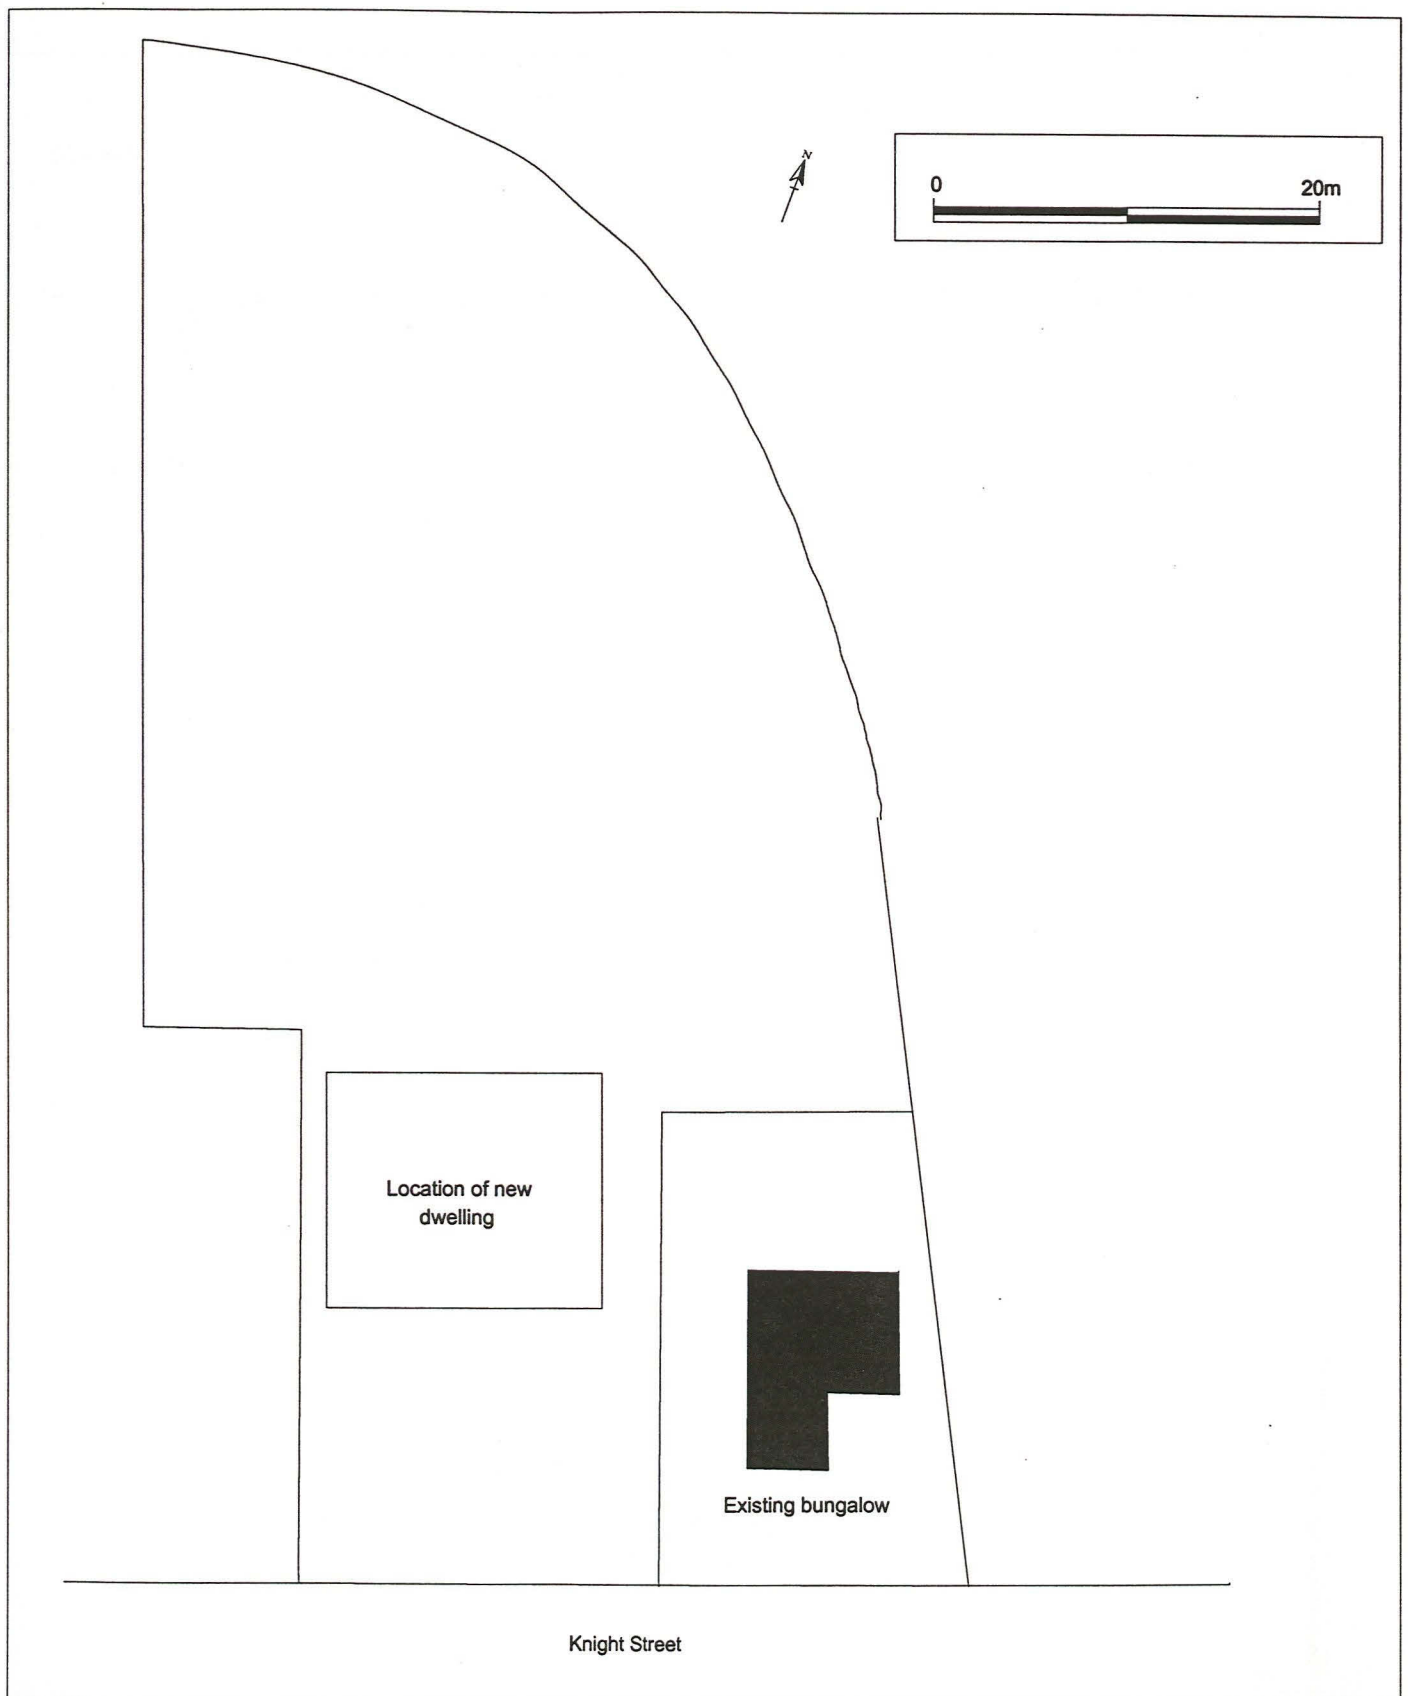 N
0 20m
Location of new
dwelling
Existing bungalow
Knight Street